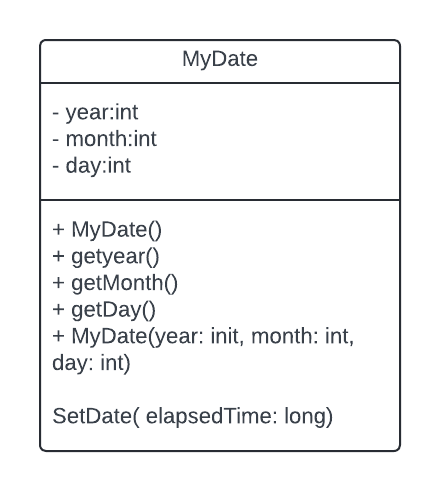 MyDate
- year:int
- month:int
- day:int
+ MyDate()
+ getyear()
+ getMonth()
+ getDay()
+ MyDate(year: init, month: int,
day: int)
SetDate( elapsedTime: long)